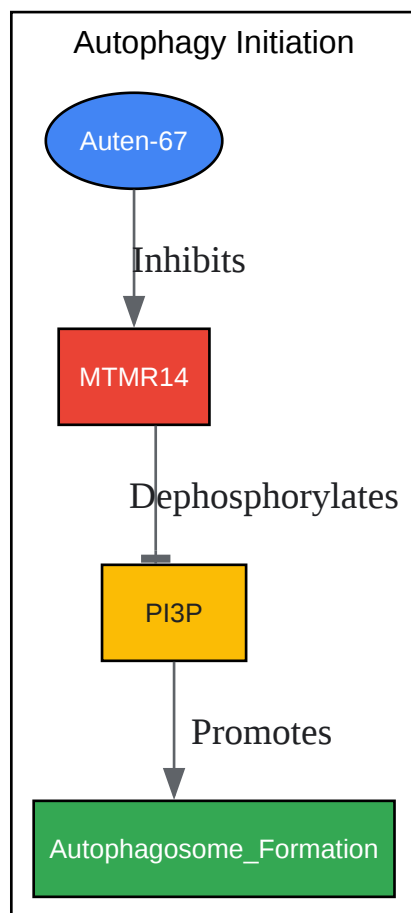 Autophagy Initiation
Auten-67
Inhibits
MTMR14
Dephosphorylates
PI3P
Promotes
Autophagosome_Formation